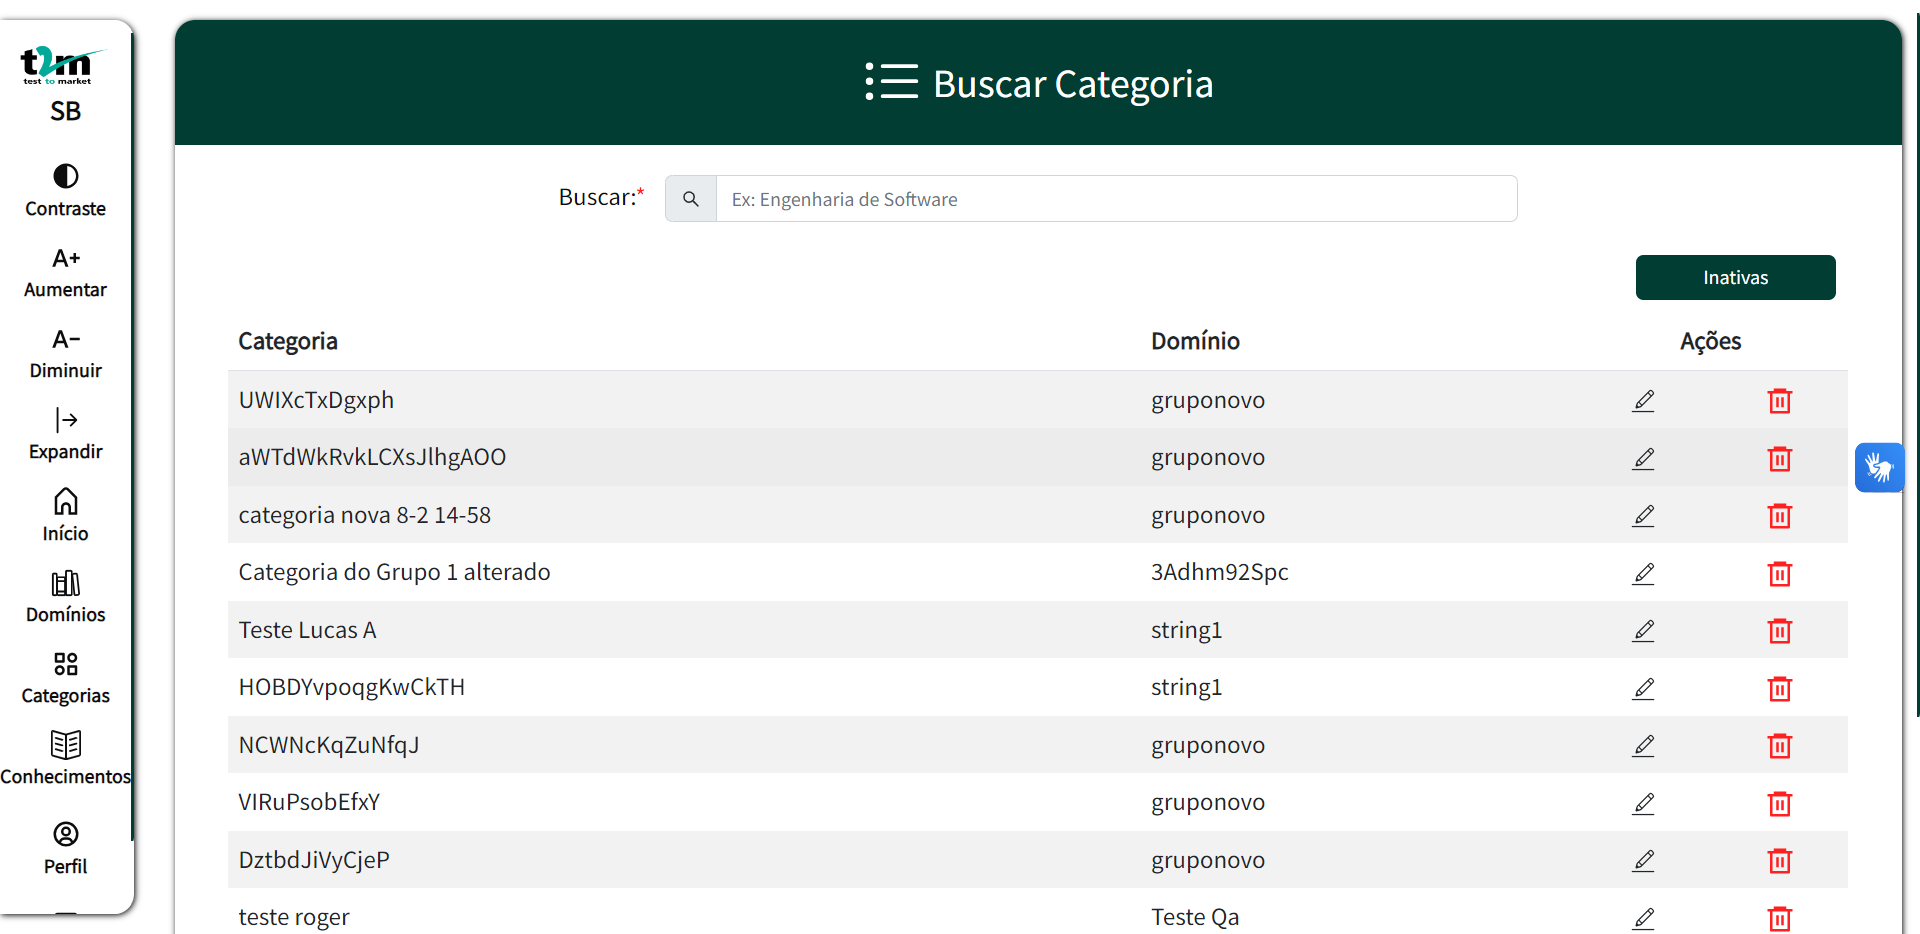 t2m
test to market
SB
Contraste
A+
Aumentar
A-
Diminuir
Expandir
Início
Domínios
Categorias
Conhecimentos
Perfil
Buscar Categoria
Buscar:*
Ex: Engenharia de Software
Inativas
Categoria Domínio Ações
UWIXcTxDgxph gruponovo
aWTdWkRvkLCXsJlhgAOO gruponovo
categoria nova 8-2 14-58 gruponovo
Categoria do Grupo 1 alterado 3Adhm92Spc
Teste Lucas A string1
HOBDYvpoqgKwCkTH string1
NCWNcKqZuNfqJ gruponovo
VIRuPsobEfxY gruponovo
DztbdJiVyCjeP gruponovo
teste roger Teste Qa